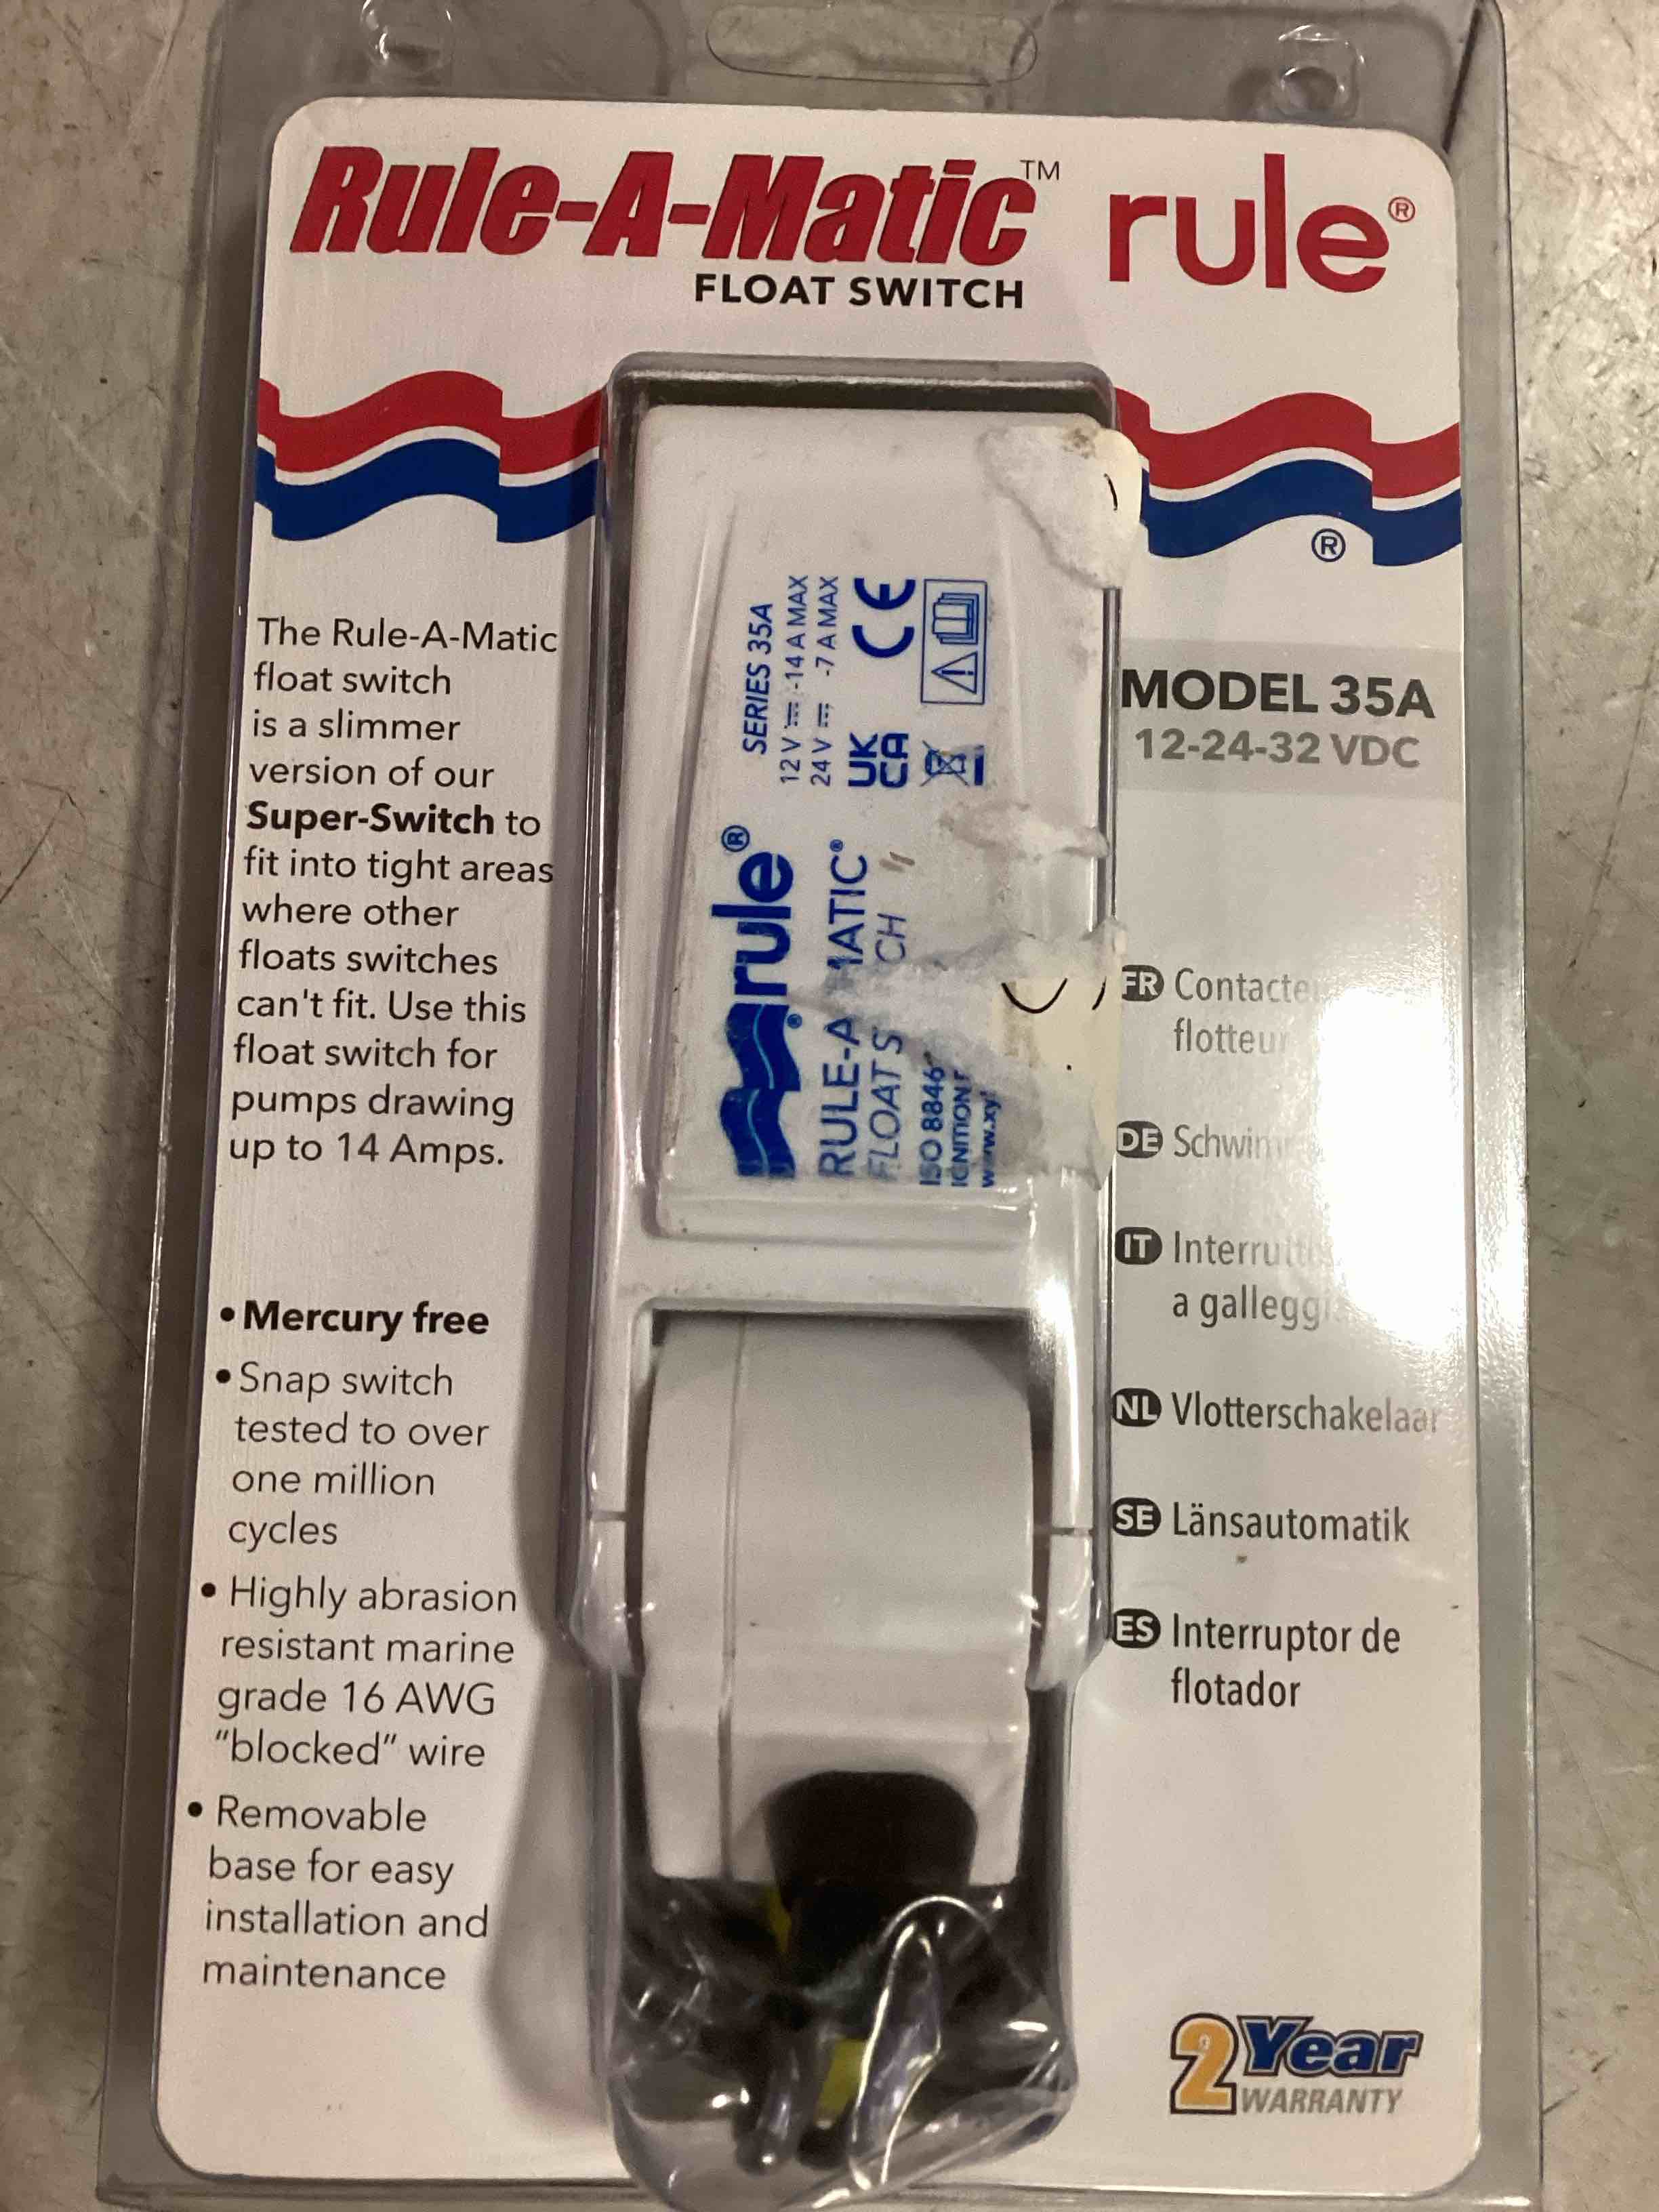 Rule-A-Matic™
FLOAT SWITCH
rule®
®
The Rule-A-Matic
float switch
is a slimmer
version of our
Super-Switch to
fit into tight areas
where other
floats switches
can't fit. Use this
float switch for
pumps drawing
up to 14 Amps.
• Mercury free
• Snap switch
tested to over
one million
cycles
• Highly abrasion
resistant marine
grade 16 AWG
"blocked" wire
• Removable
base for easy
installation and
maintenance
rule®
®
RULE-A
FLOAT
ISO 8846
SERIES 35A
12 V ⎓ -14 A MAX
24 V ⎓ -7 A MAX
UK
CA
CE
MODEL 35A
12-24-32 VDC
FR
flotteur
DE
IT
a
NL Vlotterschakelaar
SE Länsautomatik
ES Interruptor de
flotador
2 Year
WARRANTY